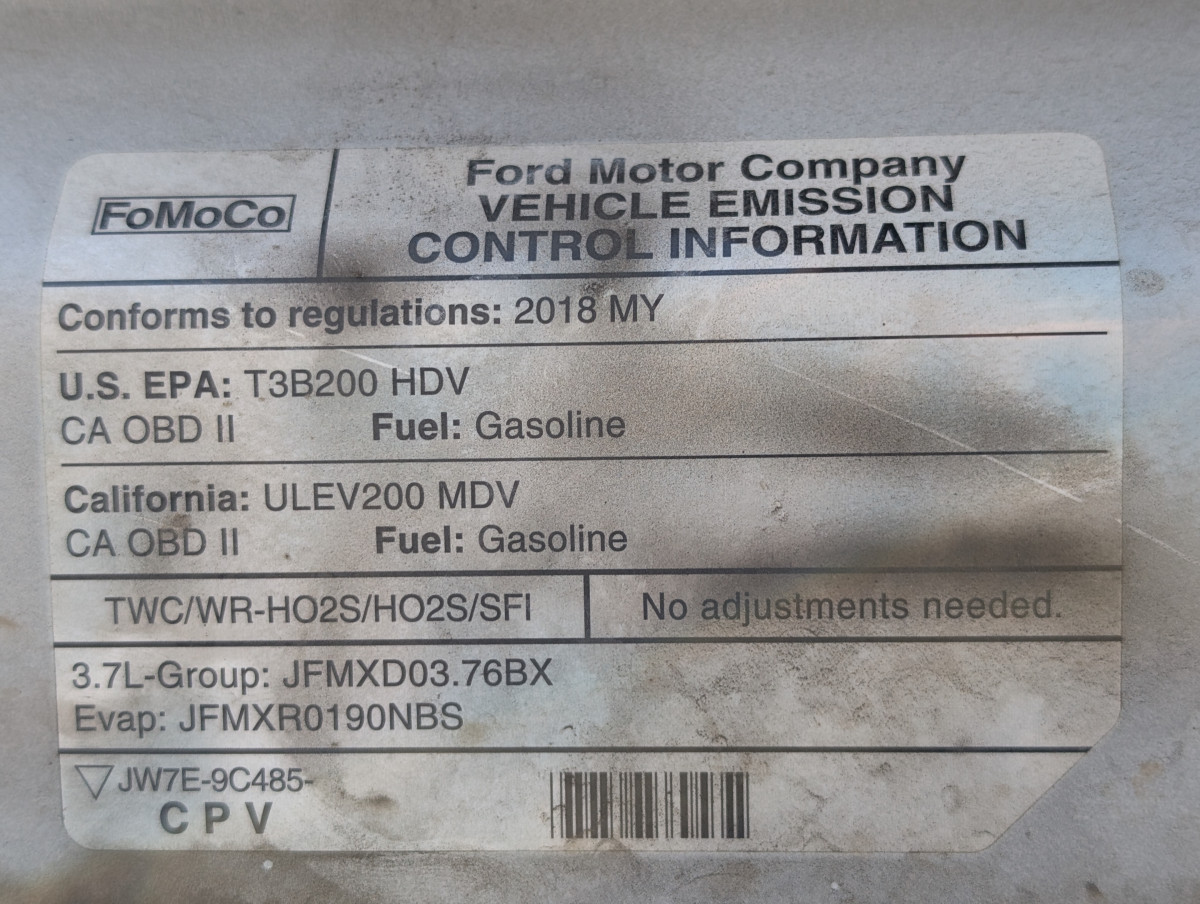 FoMoCo
Ford Motor Company
VEHICLE EMISSION
CONTROL INFORMATION
Conforms to regulations: 2018 MY
U.S. EPA: T3B200 HDV
CA OBD II Fuel: Gasoline
California: ULEV200 MDV
CA OBD II Fuel: Gasoline
TWC/WR-HO2S/HO2S/SFI
No adjustments needed.
3.7L-Group: JFMXD03.76BX
Evap: JFMXR0190NBS
JW7E-9C485-
C P V